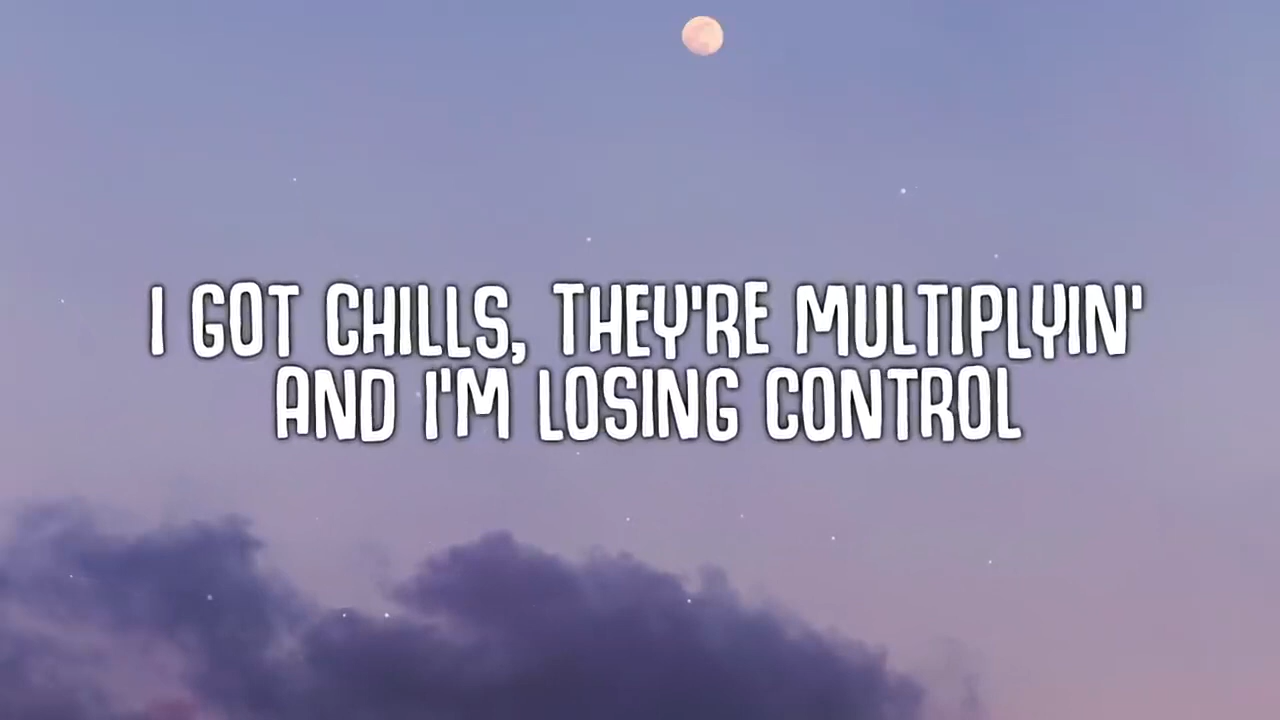 I GOT CHILLS, THEY'RE MULTIPLYIN'
AND I'M LOSING CONTROL